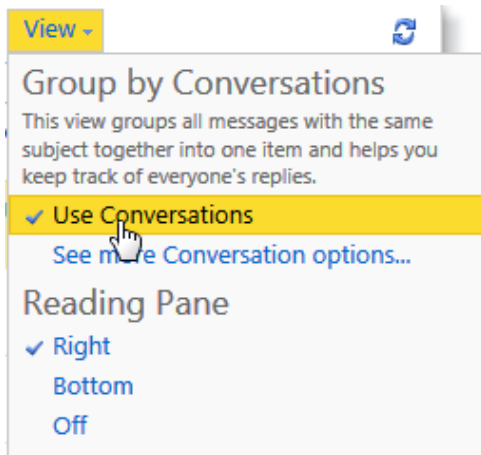 View
Group by Conversations
This view groups all messages with the same
subject together into one item and helps you
keep track of everyone's replies.
Use Conversations
See more Conversation options...
Reading Pane
Right
Bottom
Off